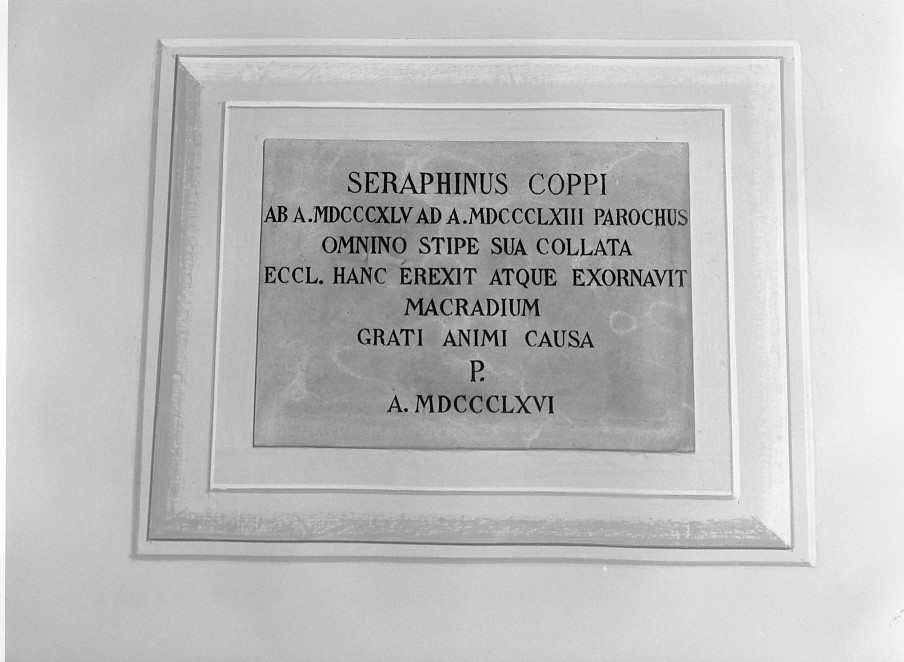 SERAPHINUS COPPI
AB A.MDCCCXLV AD A.MDCCCLXIII PAROCHUS
OMNINO STIPE SUA COLLATA
ECCL. HANC EREXIT ATQUE EXORNAVIT
MACRADIUM
GRATI ANIMI CAUSA
P.
A. MDCCCLXVI